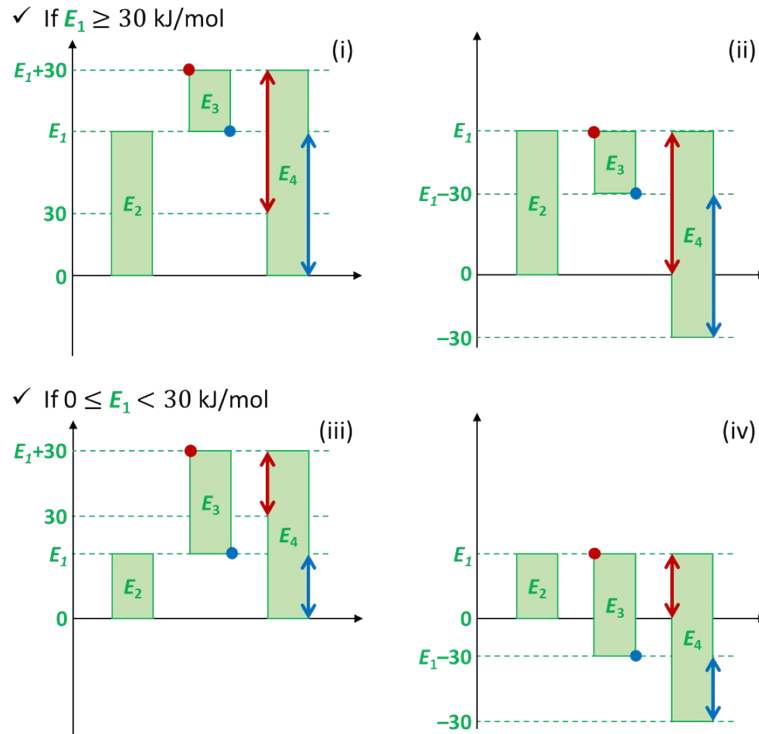 ✓ If E₁ ≥ 30 kJ/mol
(i)
E₁+30
E₁
30
0
E₂
E₃
E₄
(ii)
E₁
E₁−30
0
−30
E₂
E₃
E₄
✓ If 0 ≤ E₁ < 30 kJ/mol
(iii)
E₁+30
30
E₁
0
E₂
E₃
E₄
(iv)
E₁
0
E₁−30
−30
E₂
E₃
E₄